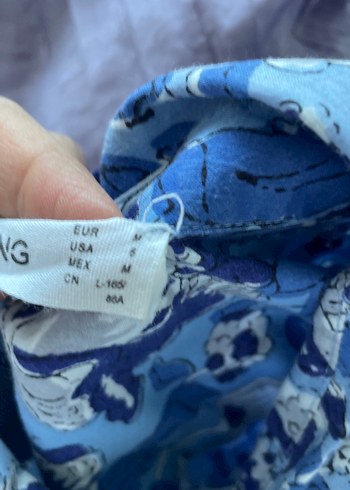 NG
EUR M
USA S
MEX M
CN L-165/
88A